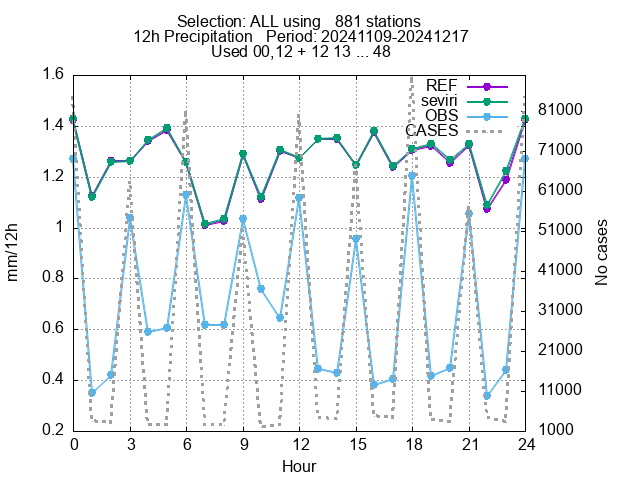 Selection: ALL using   881 stations
12h Precipitation   Period: 20241109-20241217
Used 00,12 + 12 13 ... 48
REF
seviri
OBS
CASES
1.6
1.4
1.2
1
0.8
0.6
0.4
0.2
mm/12h
81000
71000
61000
51000
41000
31000
21000
11000
1000
No cases
0 3 6 9 12 15 18 21 24
Hour